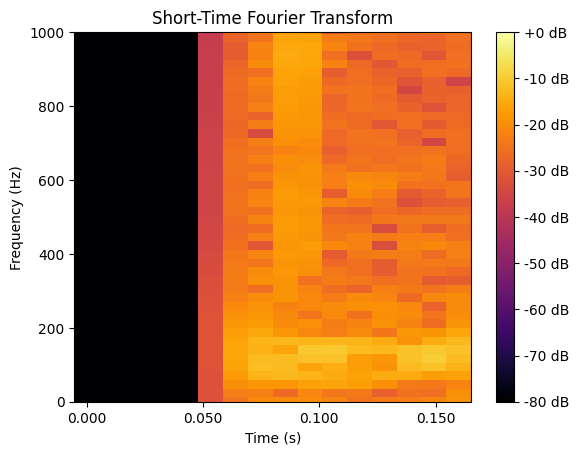 Short-Time Fourier Transform
1000
800
600
400
200
0
Frequency (Hz)
0.000
0.050
0.100
0.150
Time (s)
+0 dB
-10 dB
-20 dB
-30 dB
-40 dB
-50 dB
-60 dB
-70 dB
-80 dB